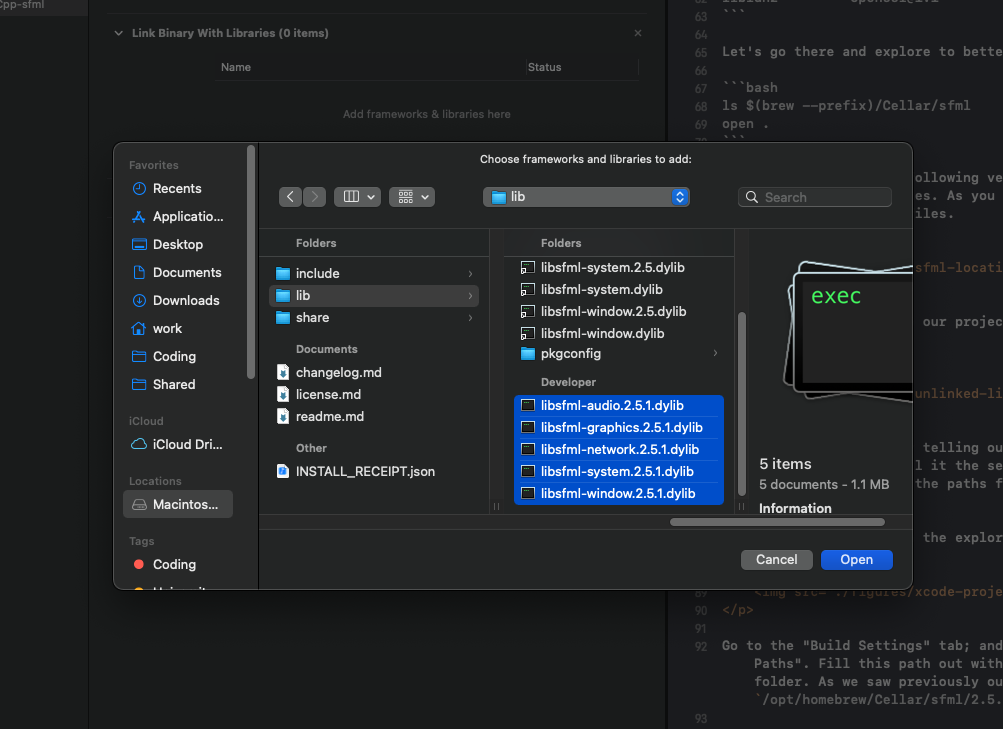 Cpp-sfml
Link Binary With Libraries (0 items)
Name
Status
Add frameworks & libraries here
63 ```
64
65 Let's go there and explore to bette
66
67 ```bash
68 ls $(brew --prefix)/Cellar/sfml
69 open .
ollowing ve
es. As you
iles.
sfml-locati
our projec
unlinked-li
telling ou
l it the se
the paths f
the explor
89 <img src="./figures/xcode-proje
90 </p>
91
92 Go to the "Build Settings" tab; and
Paths". Fill this path out with
folder. As we saw previously ou
`/opt/homebrew/Cellar/sfml/2.5.
93
Choose frameworks and libraries to add:
lib
Search
Favorites
Recents
Applicatio...
Desktop
Documents
Downloads
work
Coding
Shared
iCloud
iCloud Dri...
Locations
Macintos...
Tags
Coding
Folders
include
lib
share
Documents
changelog.md
license.md
readme.md
Other
INSTALL_RECEIPT.json
Folders
libsfml-system.2.5.dylib
libsfml-system.dylib
libsfml-window.2.5.dylib
libsfml-window.dylib
pkgconfig
Developer
libsfml-audio.2.5.1.dylib
libsfml-graphics.2.5.1.dylib
libsfml-network.2.5.1.dylib
libsfml-system.2.5.1.dylib
libsfml-window.2.5.1.dylib
exec
5 items
5 documents - 1.1 MB
Information
Cancel
Open